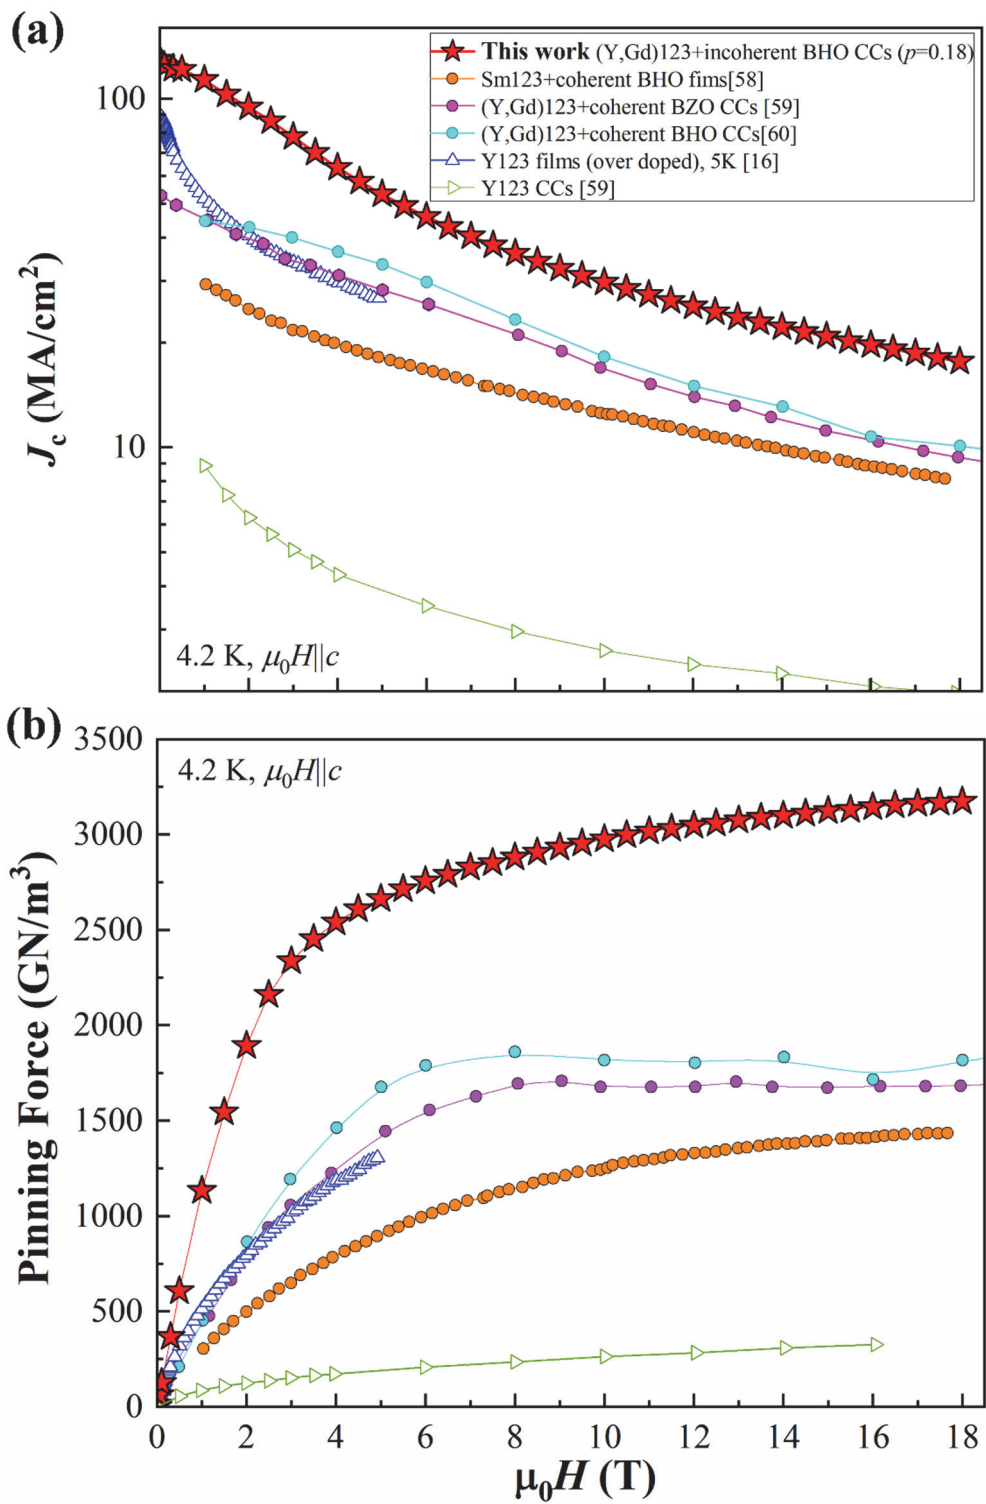 (a)
This work (Y,Gd)123+incoherent BHO CCs (p=0.18)
Sm123+coherent BHO fims[58]
(Y,Gd)123+coherent BZO CCs [59]
(Y,Gd)123+coherent BHO CCs[60]
Y123 films (over doped), 5K [16]
Y123 CCs [59]
100
10
Jc (MA/cm²)
4.2 K, μ₀H||c
(b)
4.2 K, μ₀H||c
3500
3000
2500
2000
1500
1000
500
0
Pinning Force (GN/m³)
0 2 4 6 8 10 12 14 16 18
μ₀H (T)